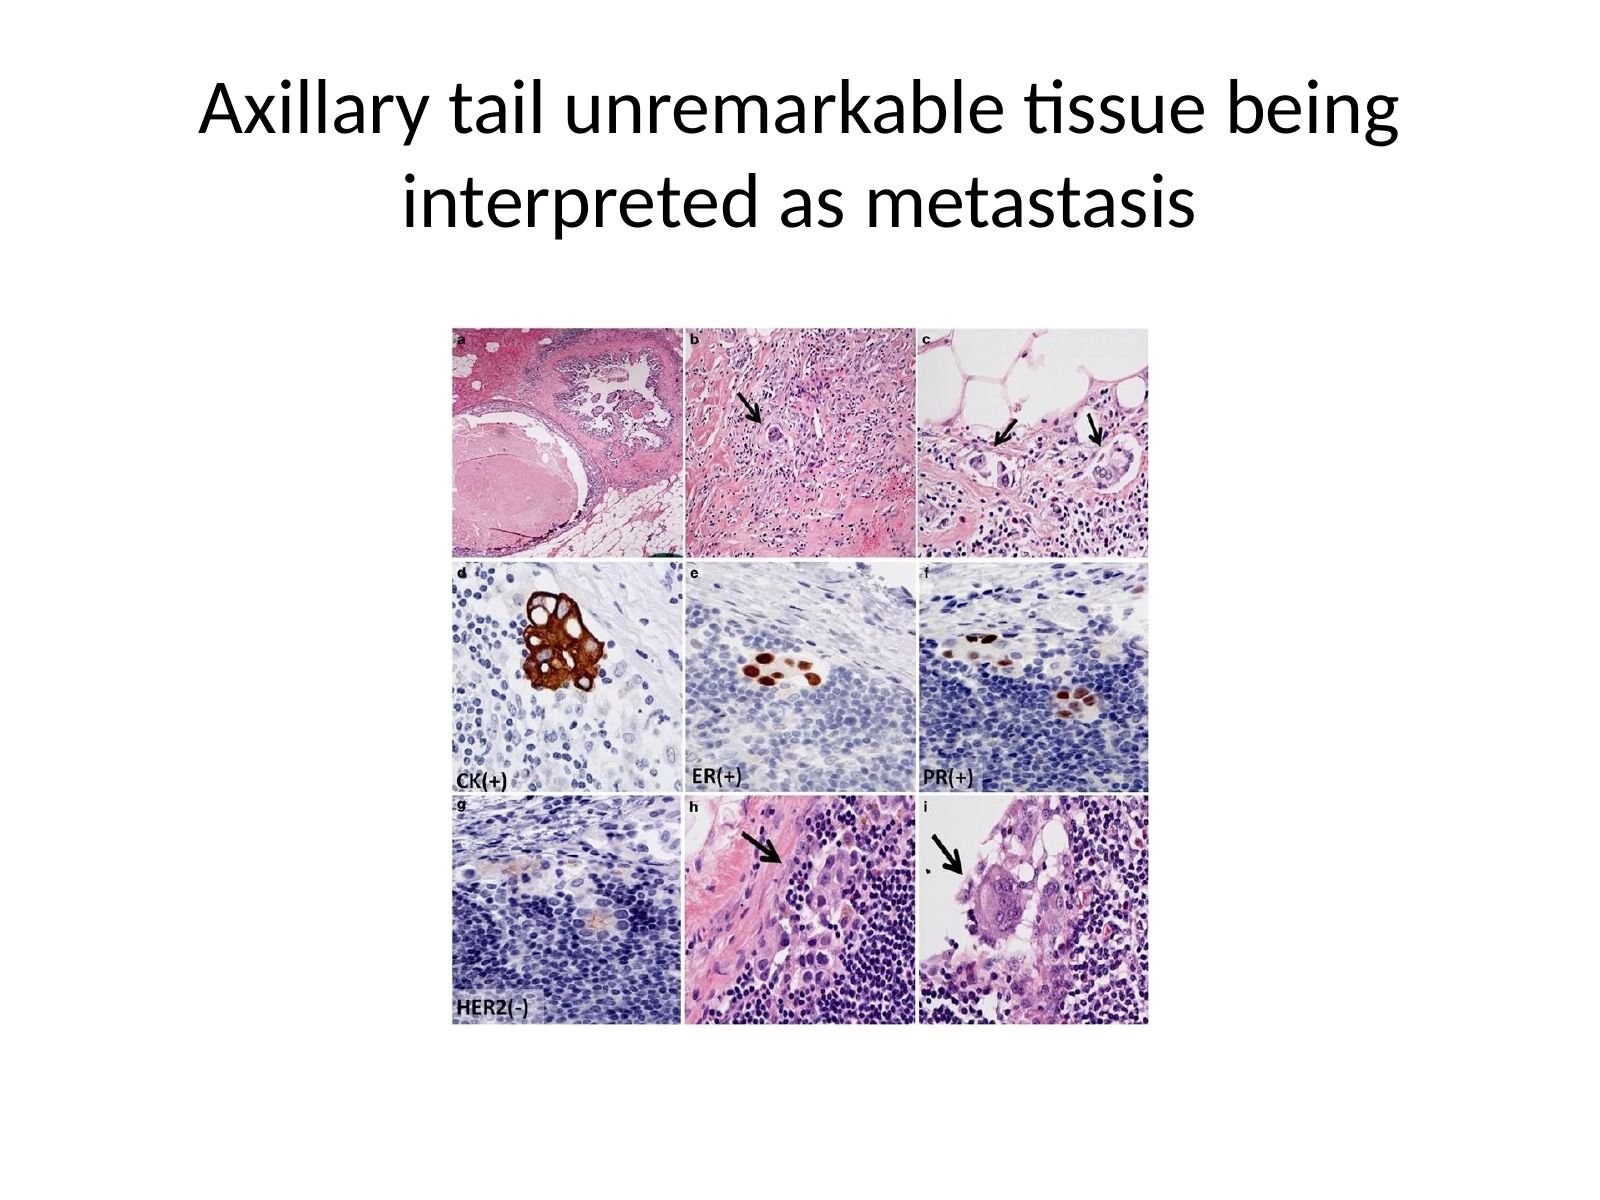 Axillary tail unremarkable tissue being
interpreted as metastasis
a
b
c
d
e
f
CK(+)
ER(+)
PR(+)
g
h
i
HER2(-)